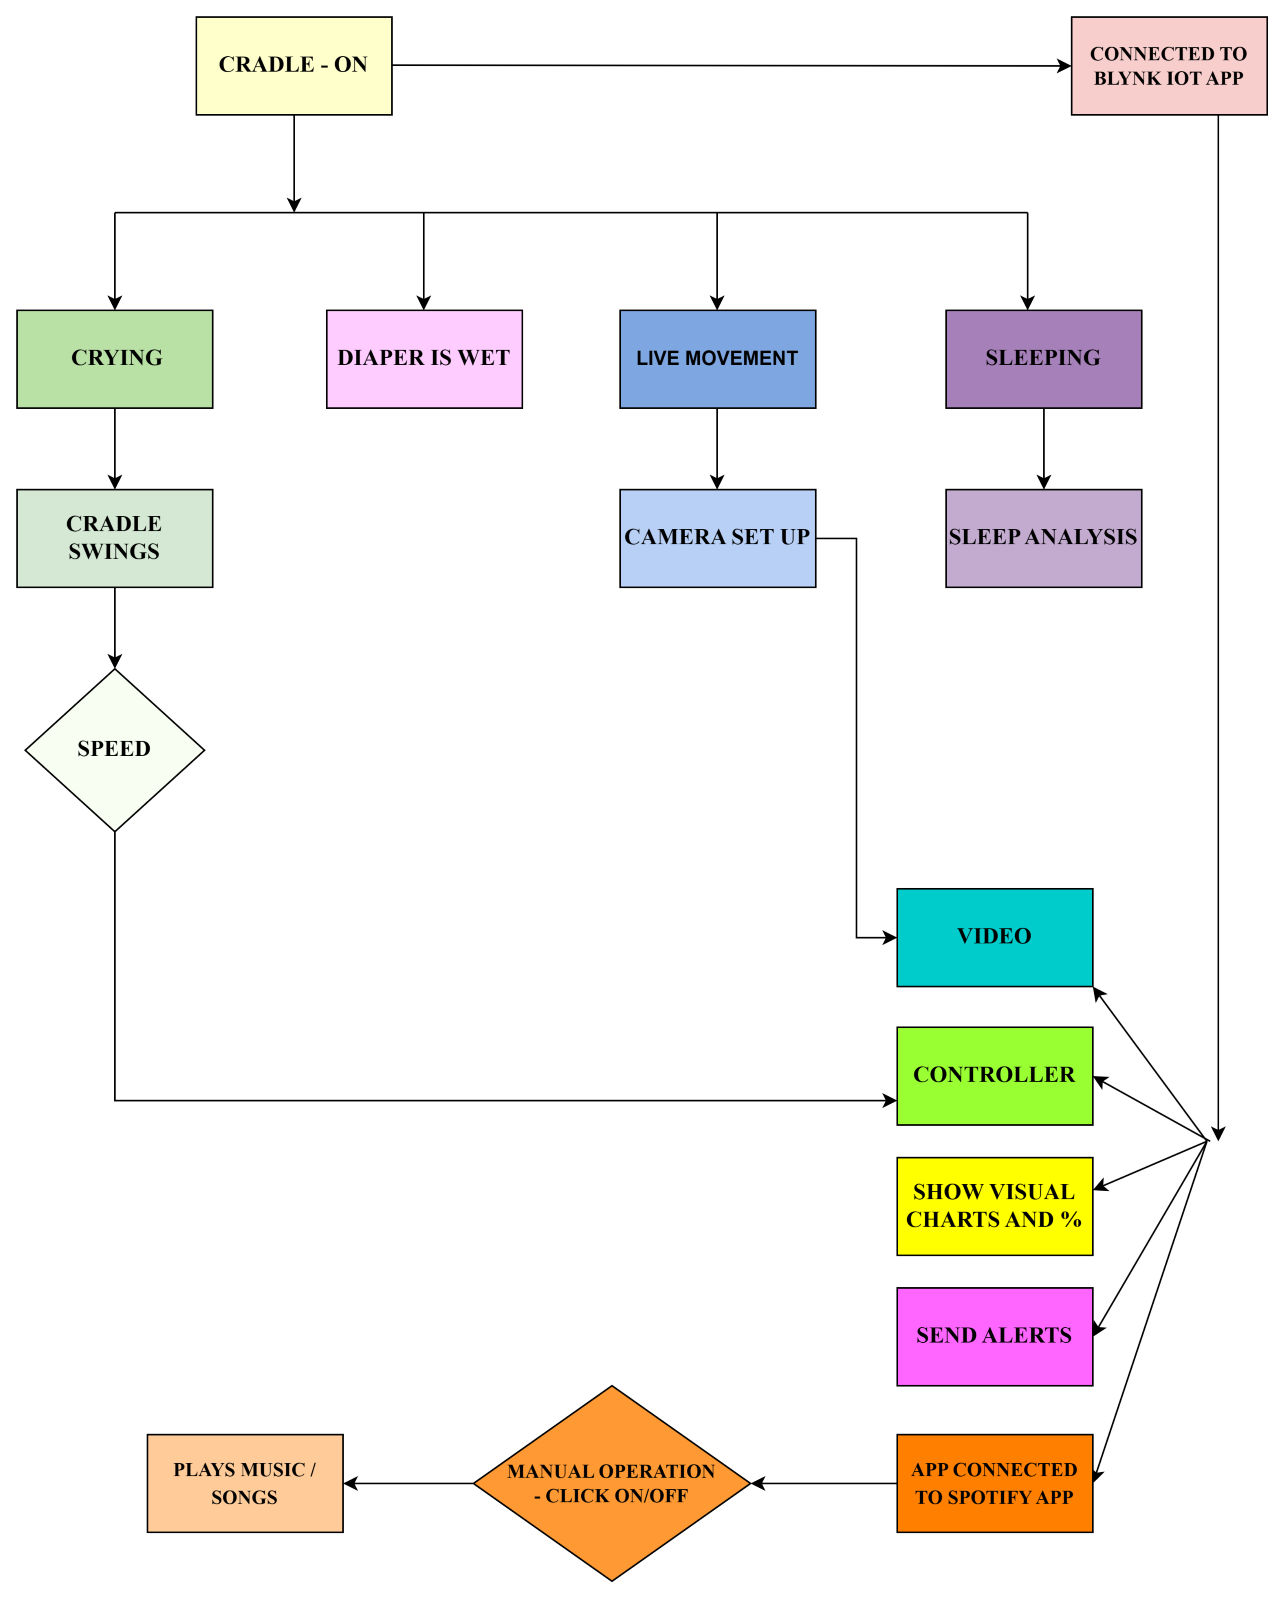 CRADLE - ON
CONNECTED TO
BLYNK IOT APP
CRYING
DIAPER IS WET
LIVE MOVEMENT
SLEEPING
CRADLE
SWINGS
CAMERA SET UP
SLEEP ANALYSIS
SPEED
VIDEO
CONTROLLER
SHOW VISUAL
CHARTS AND %
SEND ALERTS
PLAYS MUSIC /
SONGS
MANUAL OPERATION
- CLICK ON/OFF
APP CONNECTED
TO SPOTIFY APP